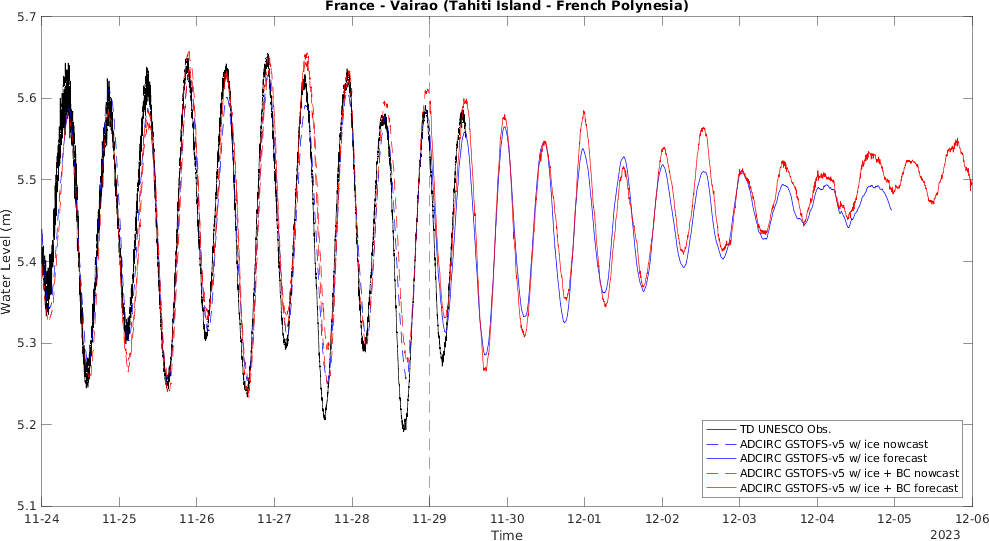 France - Vairao (Tahiti Island - French Polynesia)
5.7
5.6
5.5
5.4
5.3
5.2
5.1
Water Level (m)
TD UNESCO Obs.
ADCIRC GSTOFS-v5 w/ ice nowcast
ADCIRC GSTOFS-v5 w/ ice forecast
ADCIRC GSTOFS-v5 w/ ice + BC nowcast
ADCIRC GSTOFS-v5 w/ ice + BC forecast
11-24 11-25 11-26 11-27 11-28 11-29 11-30 12-01 12-02 12-03 12-04 12-05 12-06
Time
2023